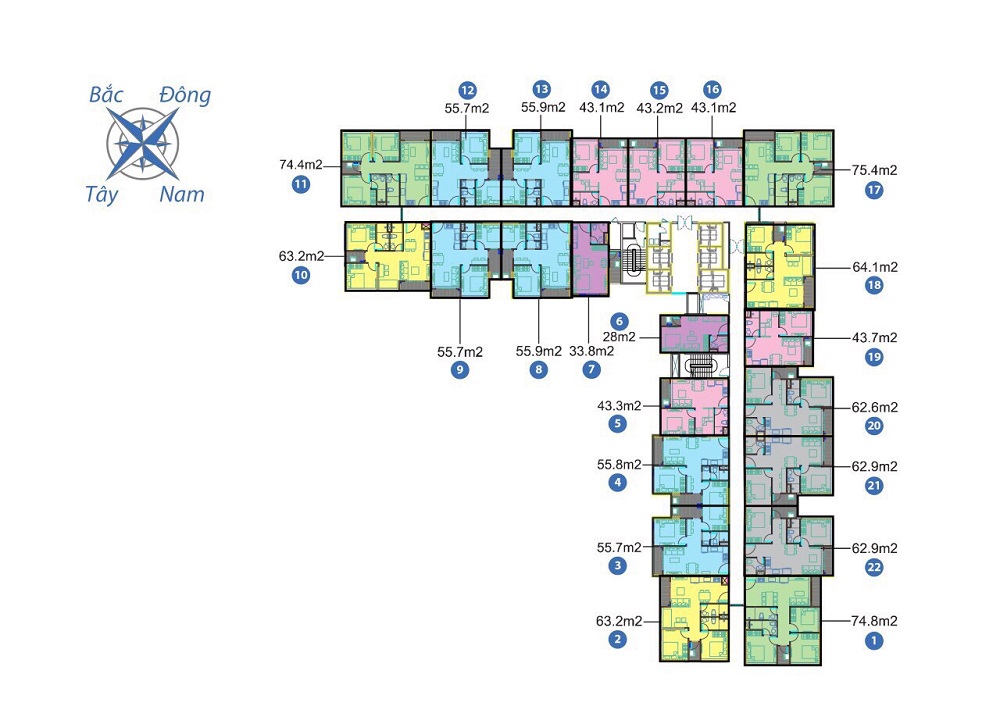 Bắc Đông
Tây Nam
12
55.7m2
13
55.9m2
14
43.1m2
15
43.2m2
16
43.1m2
74.4m2
11
75.4m2
17
63.2m2
10
64.1m2
18
55.7m2
9
55.9m2
8
33.8m2
7
6
28m2
43.7m2
19
43.3m2
5
62.6m2
20
55.8m2
4
62.9m2
21
55.7m2
3
62.9m2
22
63.2m2
2
74.8m2
1